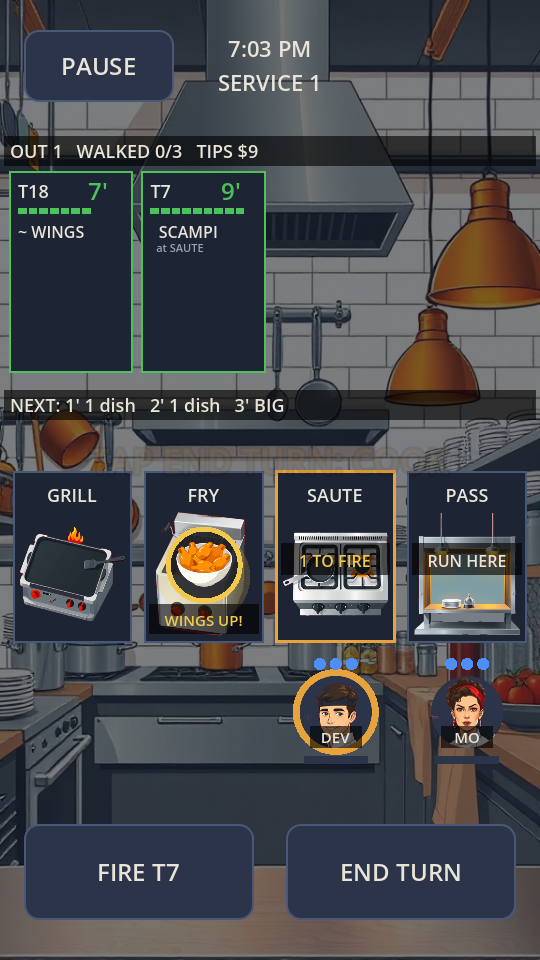 PAUSE
7:03 PM
SERVICE 1
OUT 1 WALKED 0/3 TIPS $9
T18 7'
~ WINGS
T7 9'
SCAMPI
at SAUTE
NEXT: 1' 1 dish 2' 1 dish 3' BIG
GRILL
FRY
WINGS UP!
SAUTE
1 TO FIRE
PASS
RUN HERE
DEV
MO
FIRE T7
END TURN